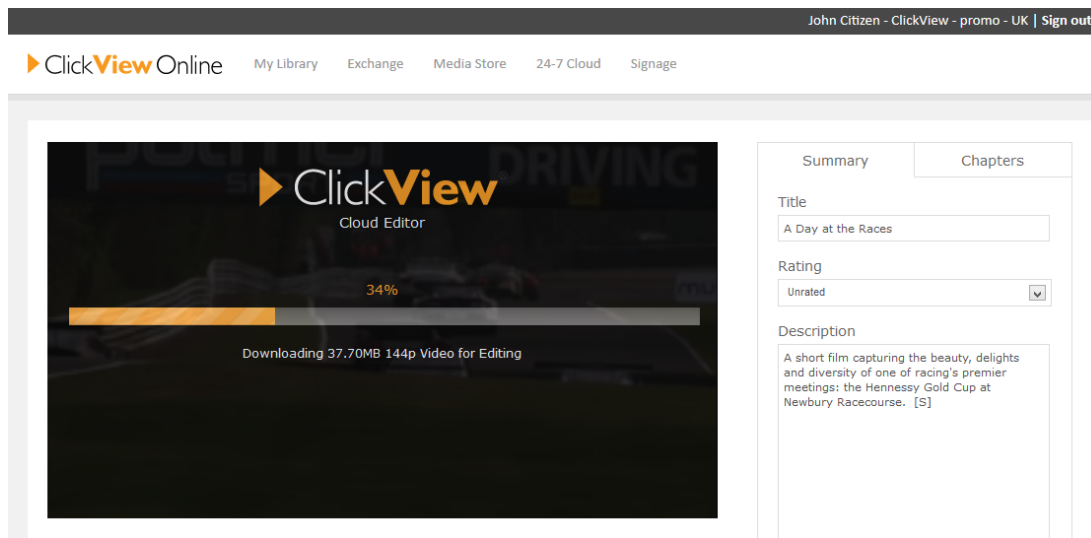 John Citizen - ClickView - promo - UK | Sign out
ClickView Online
My Library Exchange Media Store 24-7 Cloud Signage
DRIVING
ClickView
Cloud Editor
34%
Downloading 37.70MB 144p Video for Editing
Summary Chapters
Title
A Day at the Races
Rating
Unrated
Description
A short film capturing the beauty, delights
and diversity of one of racing's premier
meetings: the Hennessy Gold Cup at
Newbury Racecourse. [S]